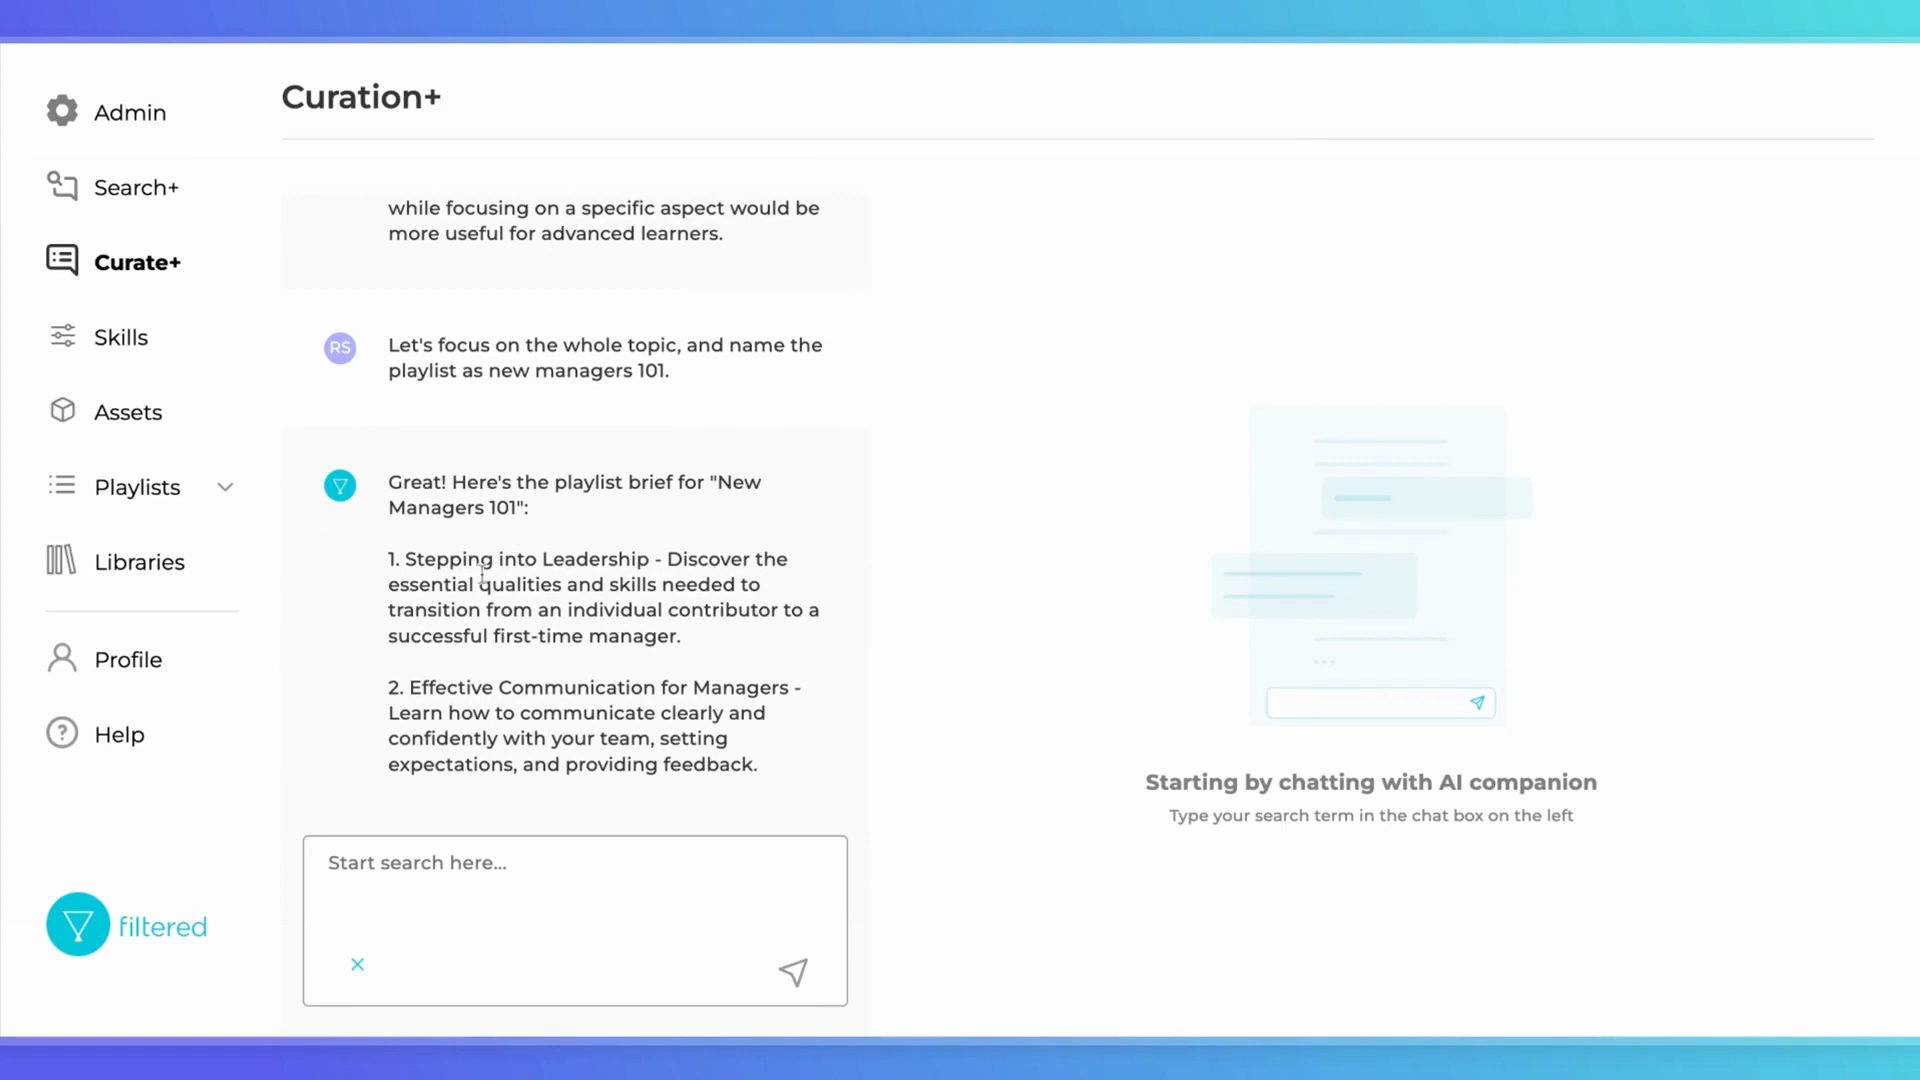 Curation+
Admin
Search+
Curate+
Skills
Assets
Playlists
Libraries
Profile
Help
filtered
while focusing on a specific aspect would be
more useful for advanced learners.
RS
Let's focus on the whole topic, and name the
playlist as new managers 101.
Great! Here's the playlist brief for "New
Managers 101":
1. Stepping into Leadership - Discover the
essential qualities and skills needed to
transition from an individual contributor to a
successful first-time manager.
2. Effective Communication for Managers -
Learn how to communicate clearly and
confidently with your team, setting
expectations, and providing feedback.
Start search here...
Starting by chatting with AI companion
Type your search term in the chat box on the left